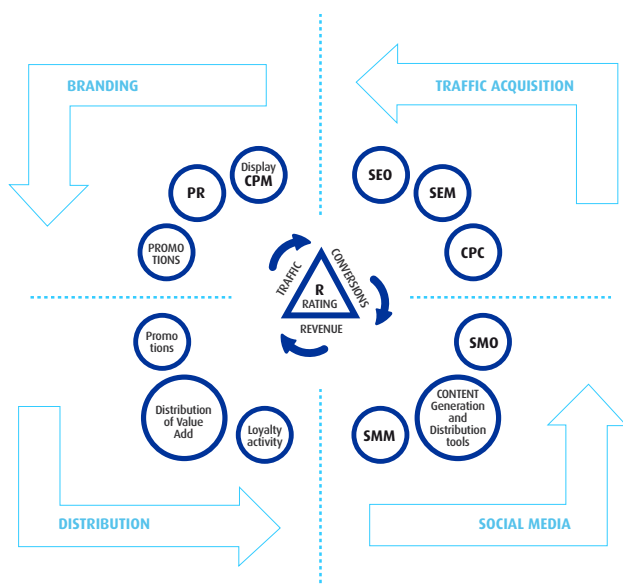 BRANDING
TRAFFIC ACQUISITION
Display
CPM
PR
PROMO
TIONS
SEO
SEM
CPC
TRAFFIC
CONVERSIONS
R
RATING
REVENUE
Promo
tions
Distribution
of Value
Add
Loyalty
activity
SMO
CONTENT
Generation
and
Distribution
tools
SMM
DISTRIBUTION
SOCIAL MEDIA